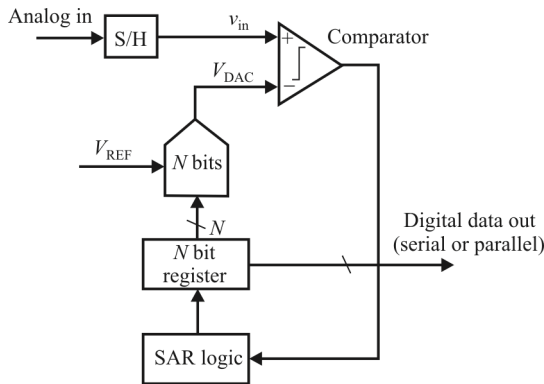 Analog in
S/H
v_in
+
Comparator
V_DAC
−
V_REF
N bits
N
N bit
register
Digital data out
(serial or parallel)
SAR logic